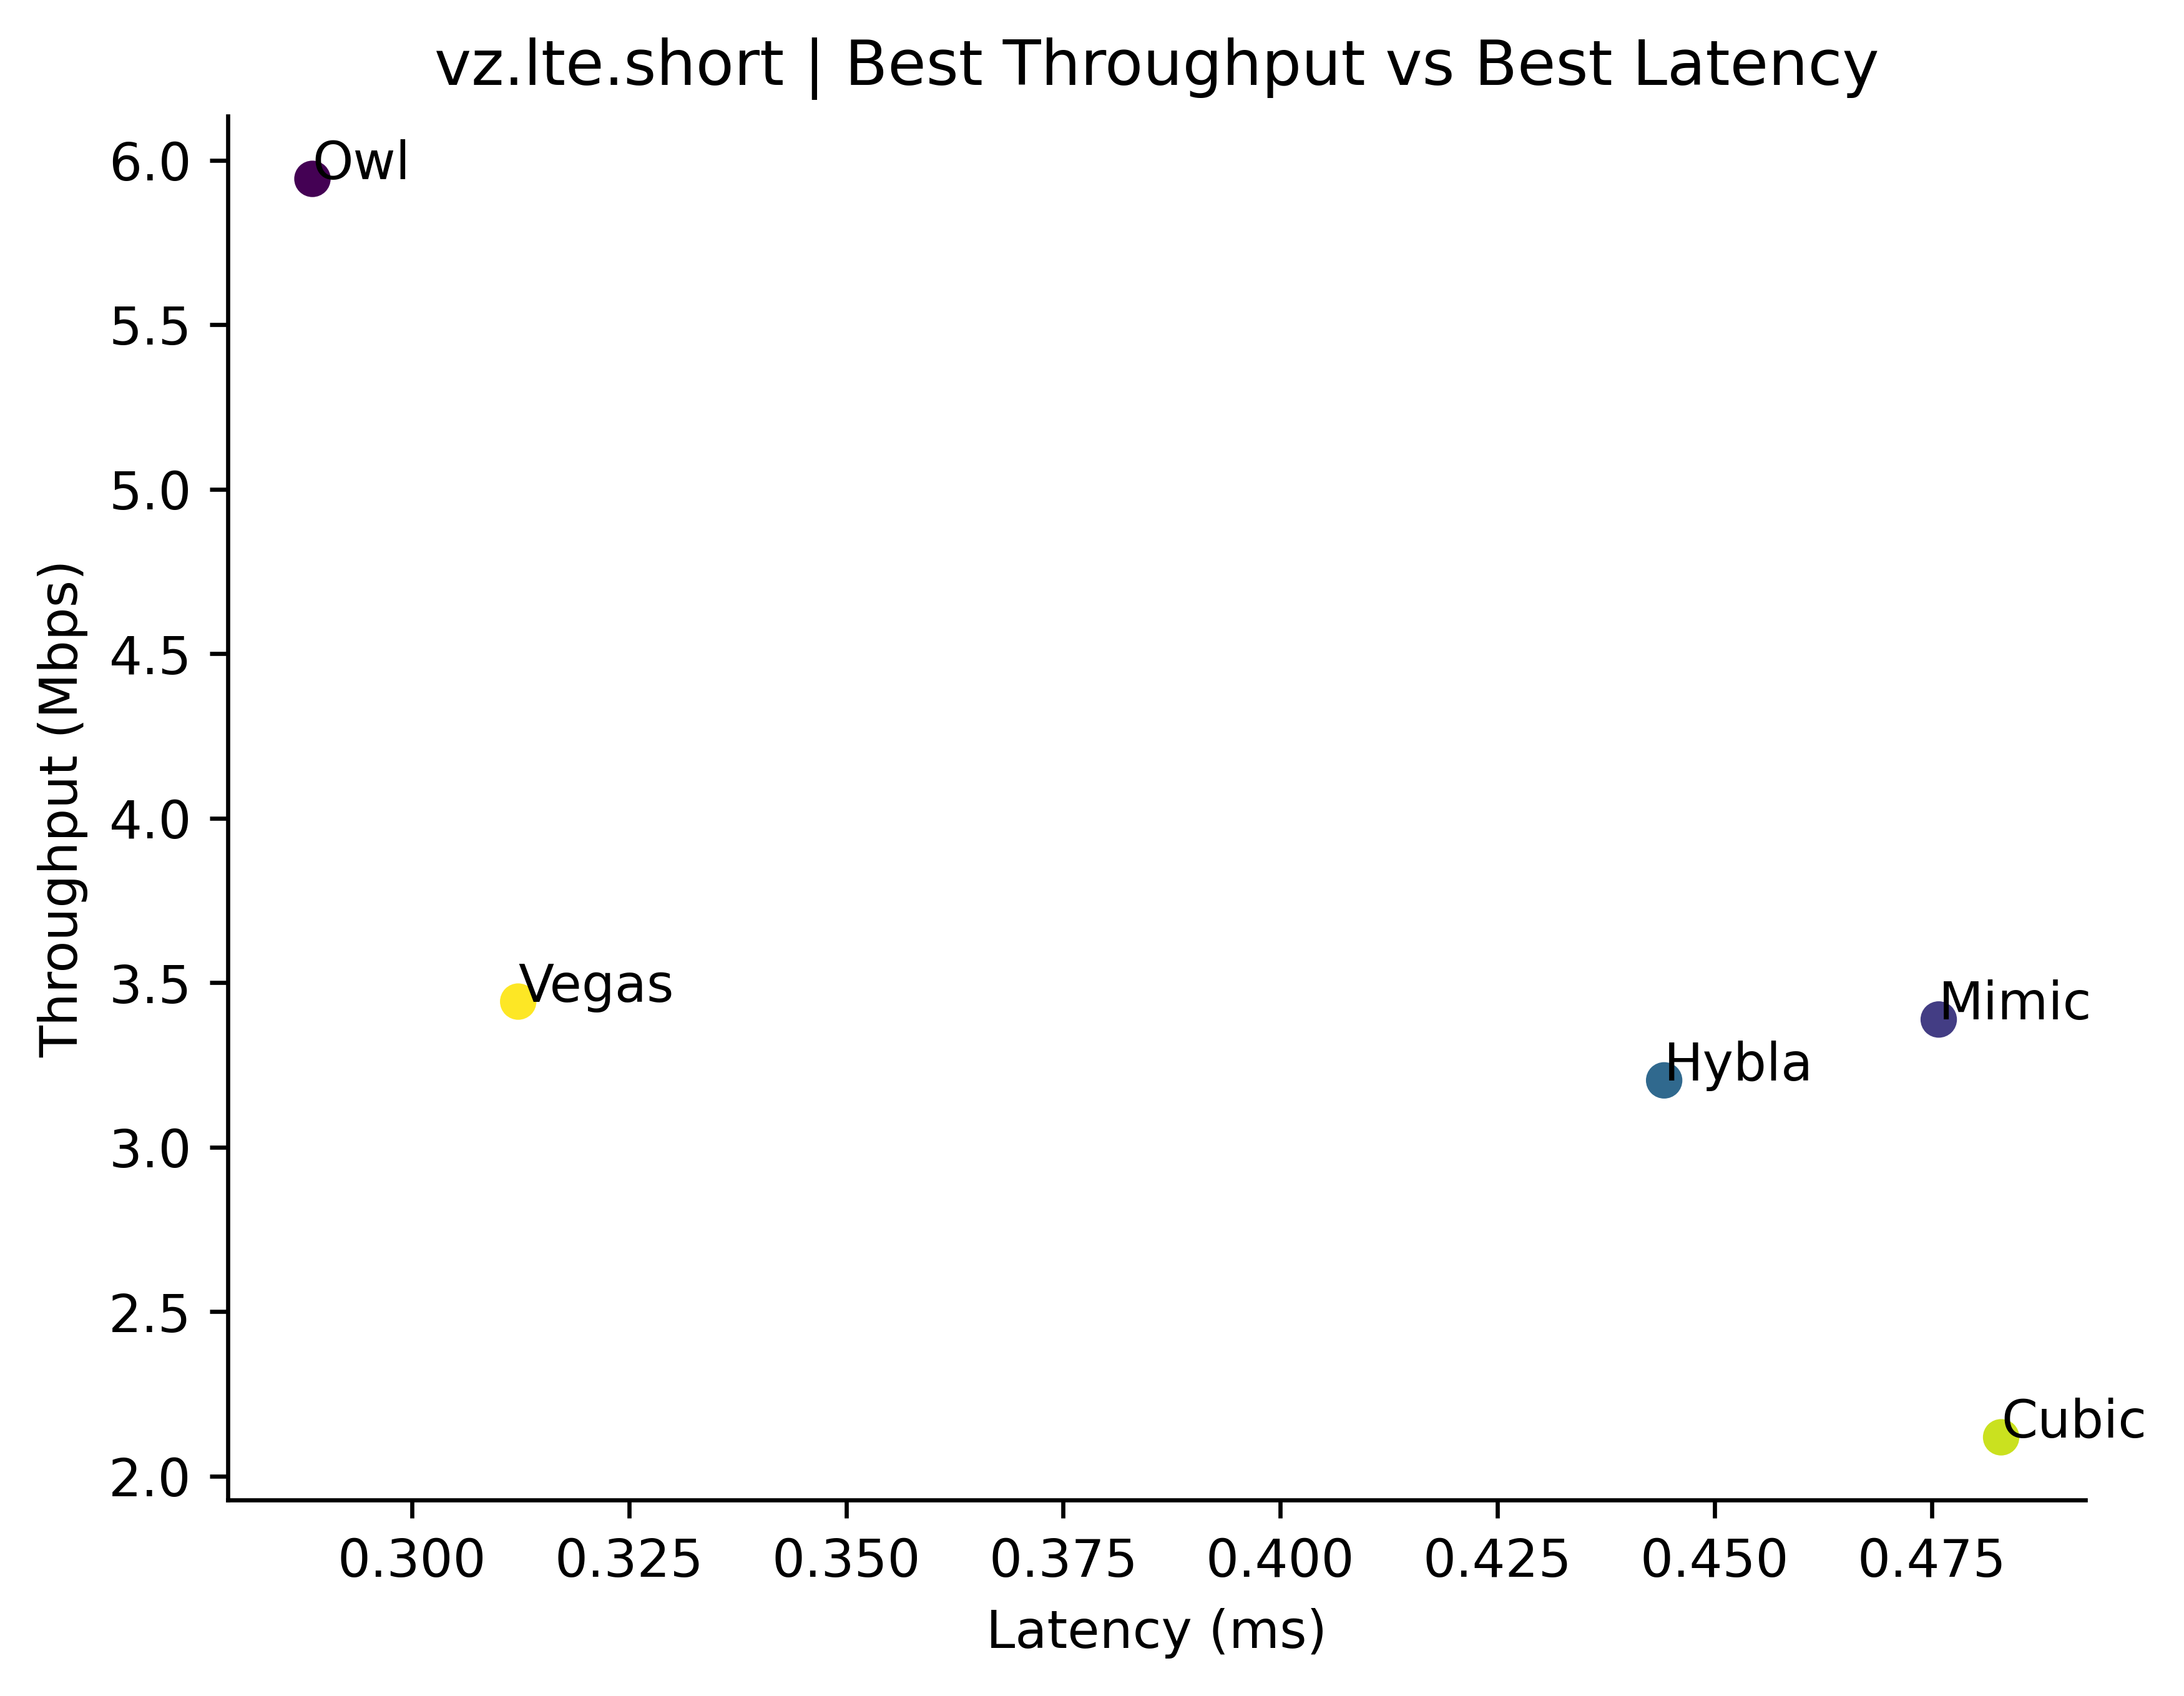 vz.lte.short | Best Throughput vs Best Latency
Throughput (Mbps)
6.0
5.5
5.0
4.5
4.0
3.5
3.0
2.5
2.0
Owl
Vegas
Mimic
Hybla
Cubic
0.300 0.325 0.350 0.375 0.400 0.425 0.450 0.475
Latency (ms)